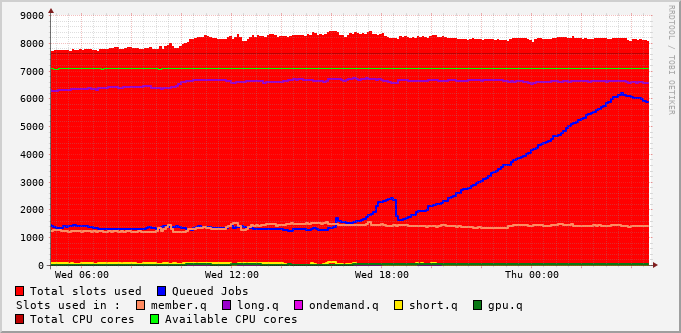 9000
8000
7000
6000
5000
4000
3000
2000
1000
0
Wed 06:00 Wed 12:00 Wed 18:00 Thu 00:00
RRDTOOL / TOBI OETIKER
Total slots used Queued Jobs
Slots used in : member.q long.q ondemand.q short.q gpu.q
Total CPU cores Available CPU cores